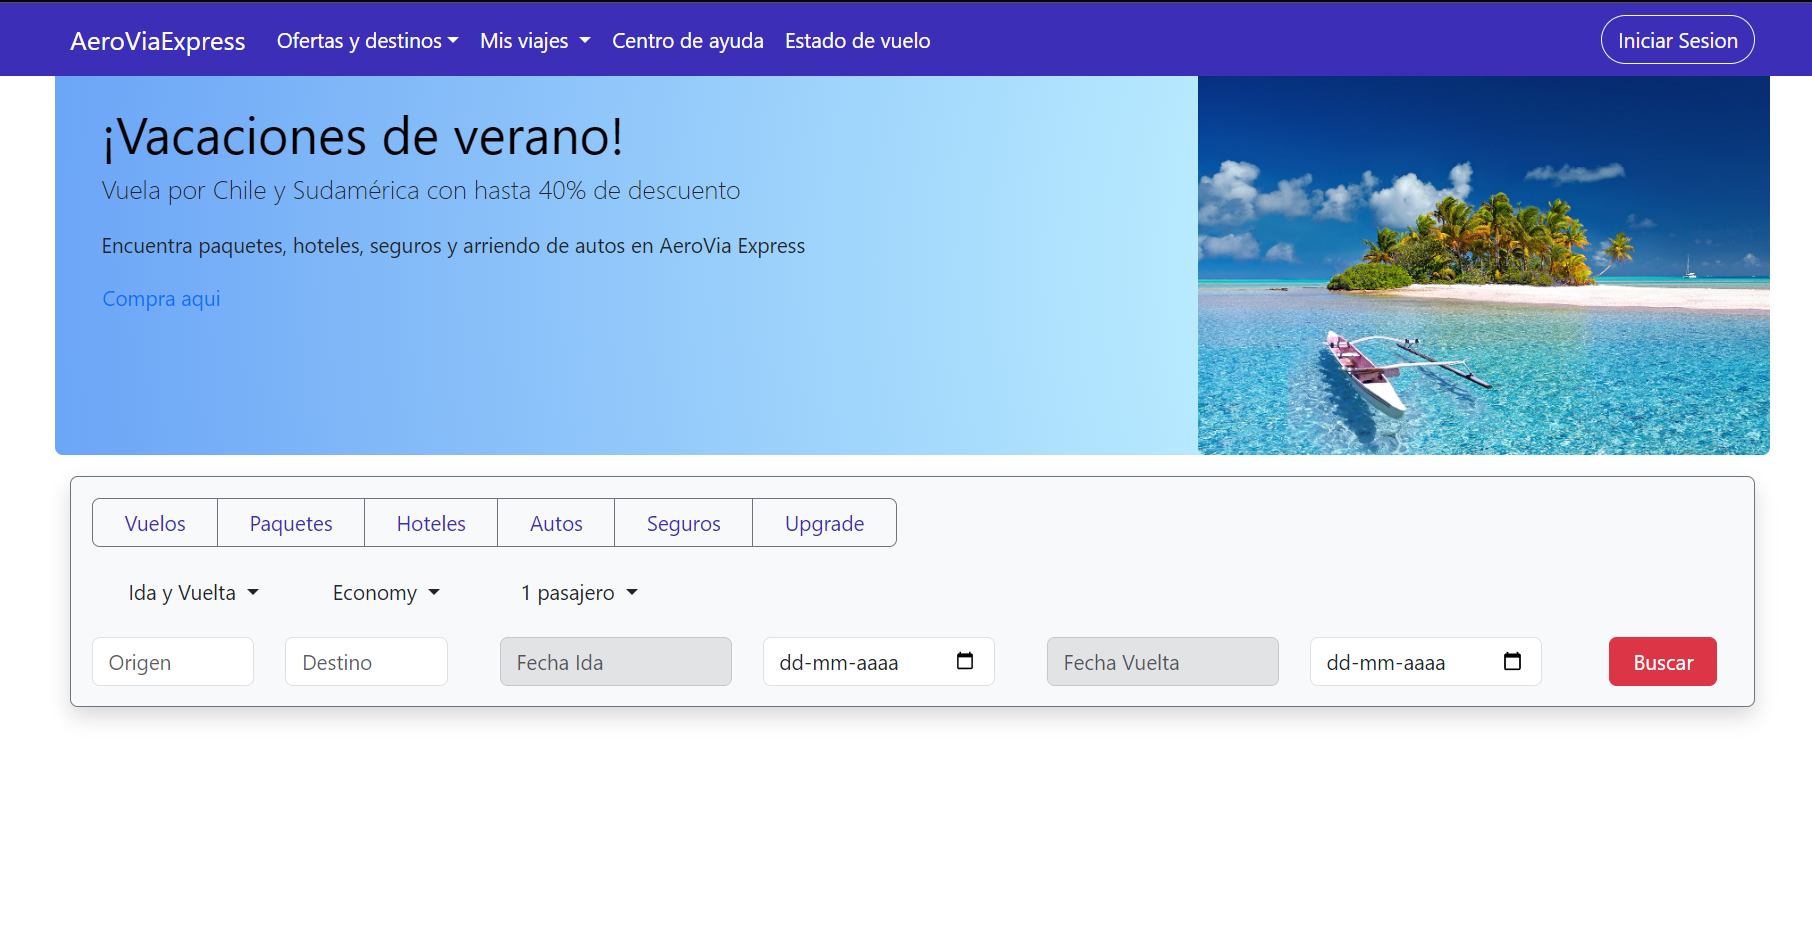 AeroViaExpress Ofertas y destinos Mis viajes Centro de ayuda Estado de vuelo Iniciar Sesion
¡Vacaciones de verano!
Vuela por Chile y Sudamérica con hasta 40% de descuento
Encuentra paquetes, hoteles, seguros y arriendo de autos en AeroVia Express
Compra aqui
Vuelos Paquetes Hoteles Autos Seguros Upgrade
Ida y Vuelta Economy 1 pasajero
Origen Destino Fecha Ida dd-mm-aaaa Fecha Vuelta dd-mm-aaaa Buscar